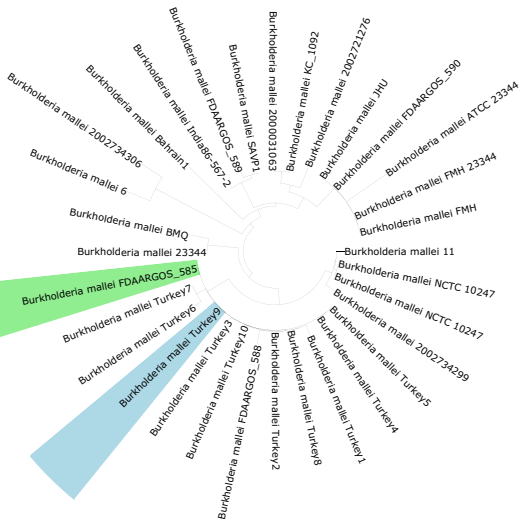 Burkholderia mallei 2002721276
Burkholderia mallei KC_1092
Burkholderia mallei 2000031063
Burkholderia mallei SAVP1
Burkholderia mallei FDAARGOS_589
Burkholderia mallei India86-567-2
Burkholderia mallei Bahrain1
Burkholderia mallei 2002734306
Burkholderia mallei 6
Burkholderia mallei BMQ
Burkholderia mallei 23344
Burkholderia mallei FDAARGOS_585
Burkholderia mallei Turkey7
Burkholderia mallei Turkey6
Burkholderia mallei Turkey9
Burkholderia mallei Turkey3
Burkholderia mallei Turkey10
Burkholderia mallei FDAARGOS_588
Burkholderia mallei Turkey2
Burkholderia mallei Turkey8
Burkholderia mallei Turkey1
Burkholderia mallei Turkey4
Burkholderia mallei Turkey5
Burkholderia mallei 2002734299
Burkholderia mallei NCTC 10247
Burkholderia mallei NCTC 10247
Burkholderia mallei 11
Burkholderia mallei FMH
Burkholderia mallei FMH 23344
Burkholderia mallei ATCC 23344
Burkholderia mallei FDAARGOS_590
Burkholderia mallei JHU